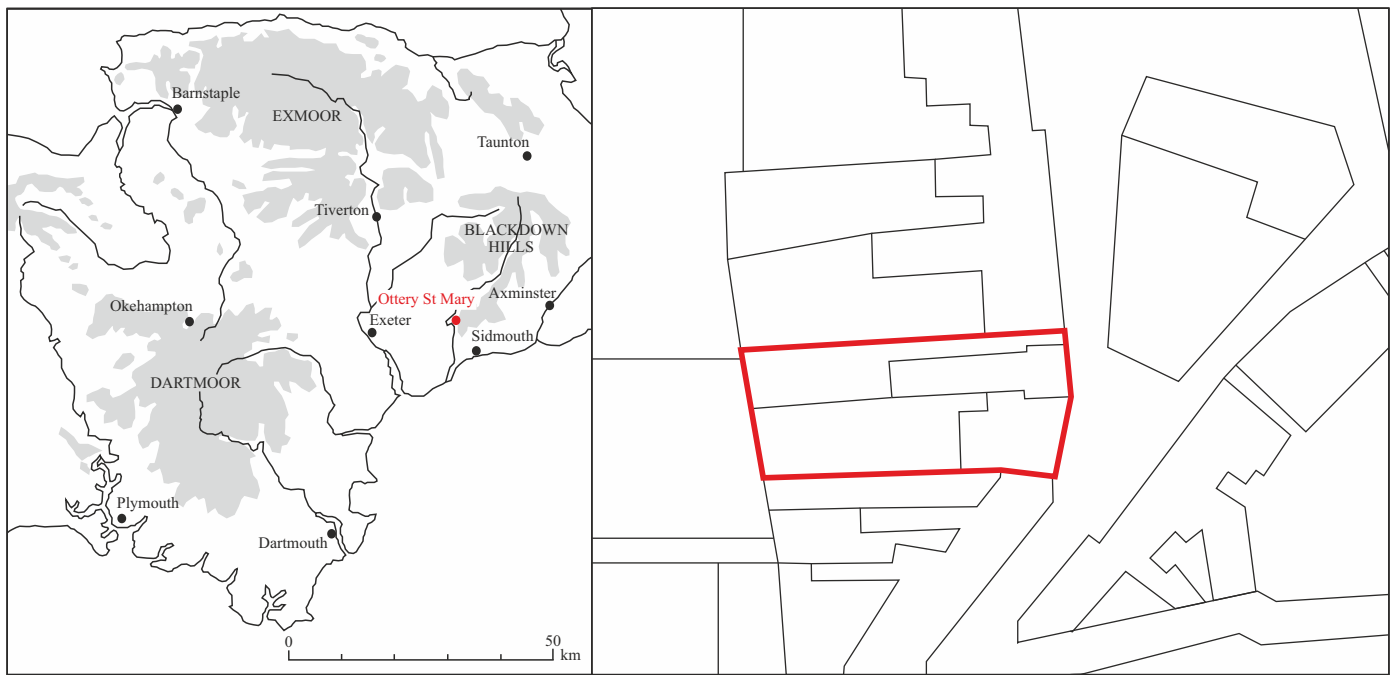 Barnstaple
EXMOOR
Taunton
Tiverton
BLACKDOWN
HILLS
Ottery St Mary
Axminster
Okehampton
Exeter
Sidmouth
DARTMOOR
Plymouth
Dartmouth
0
50
km